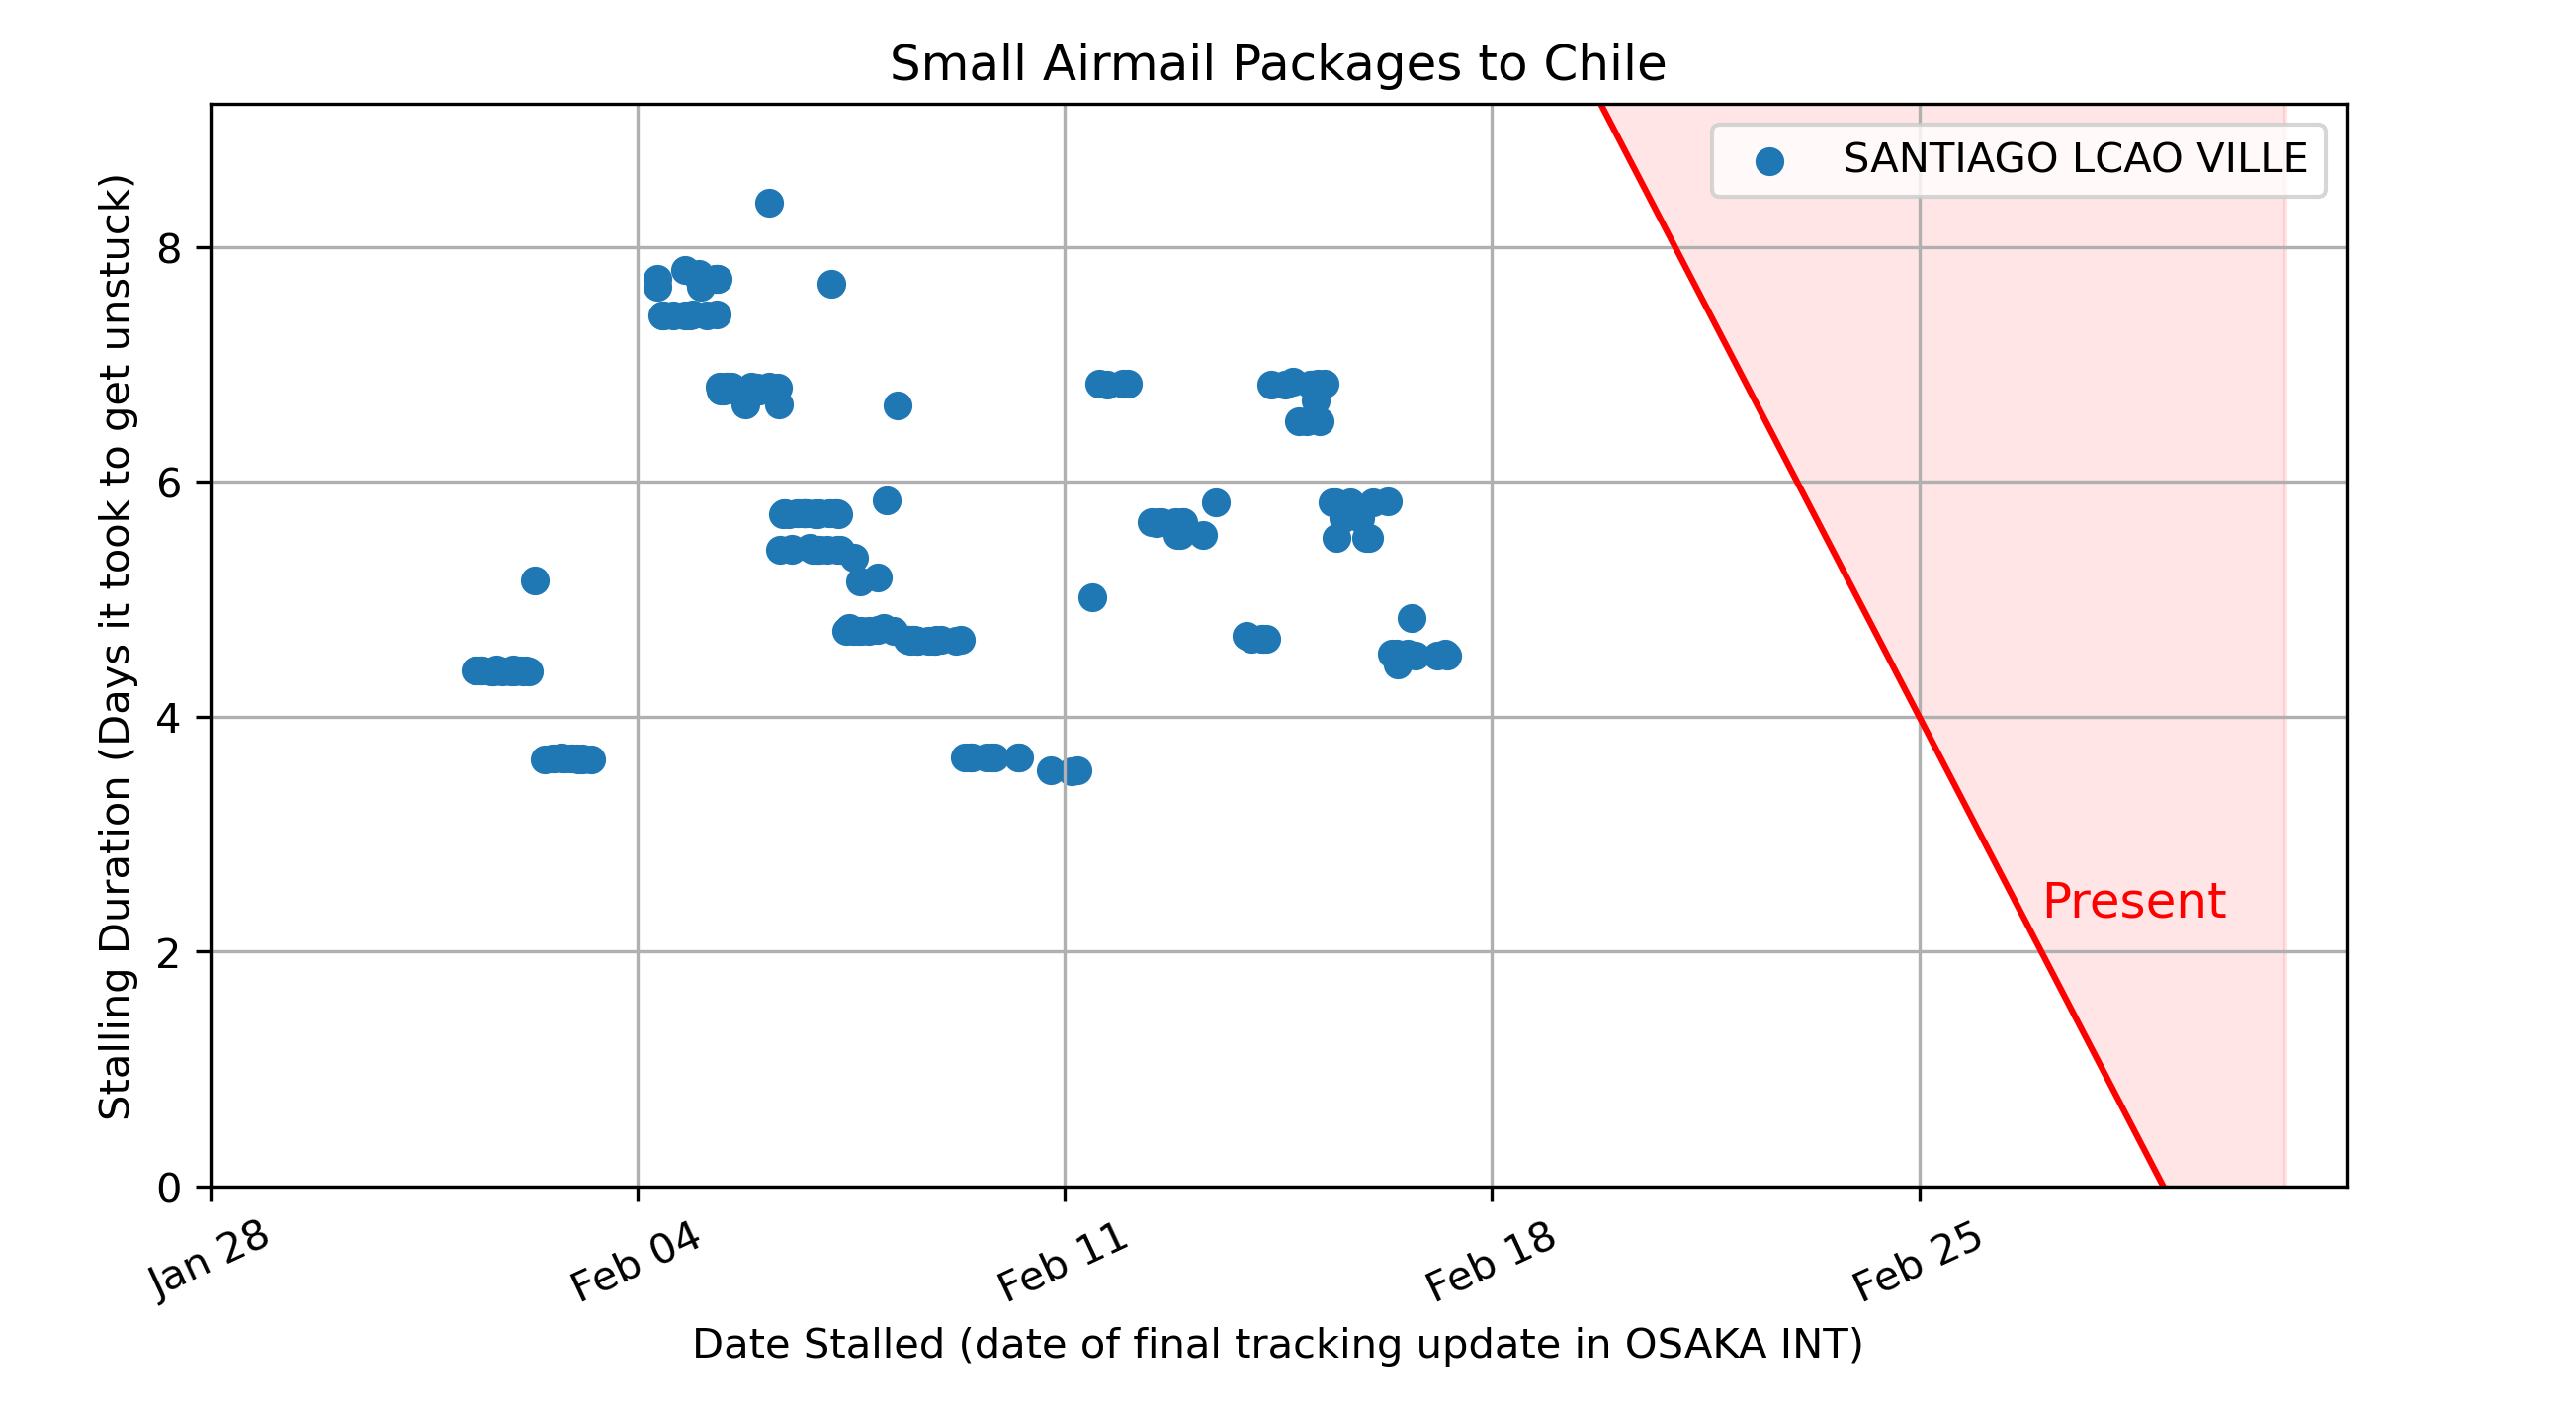 Small Airmail Packages to Chile
SANTIAGO LCAO VILLE
Stalling Duration (Days it took to get unstuck)
8
6
4
2
0
Present
Jan 28
Feb 04
Feb 11
Feb 18
Feb 25
Date Stalled (date of final tracking update in OSAKA INT)